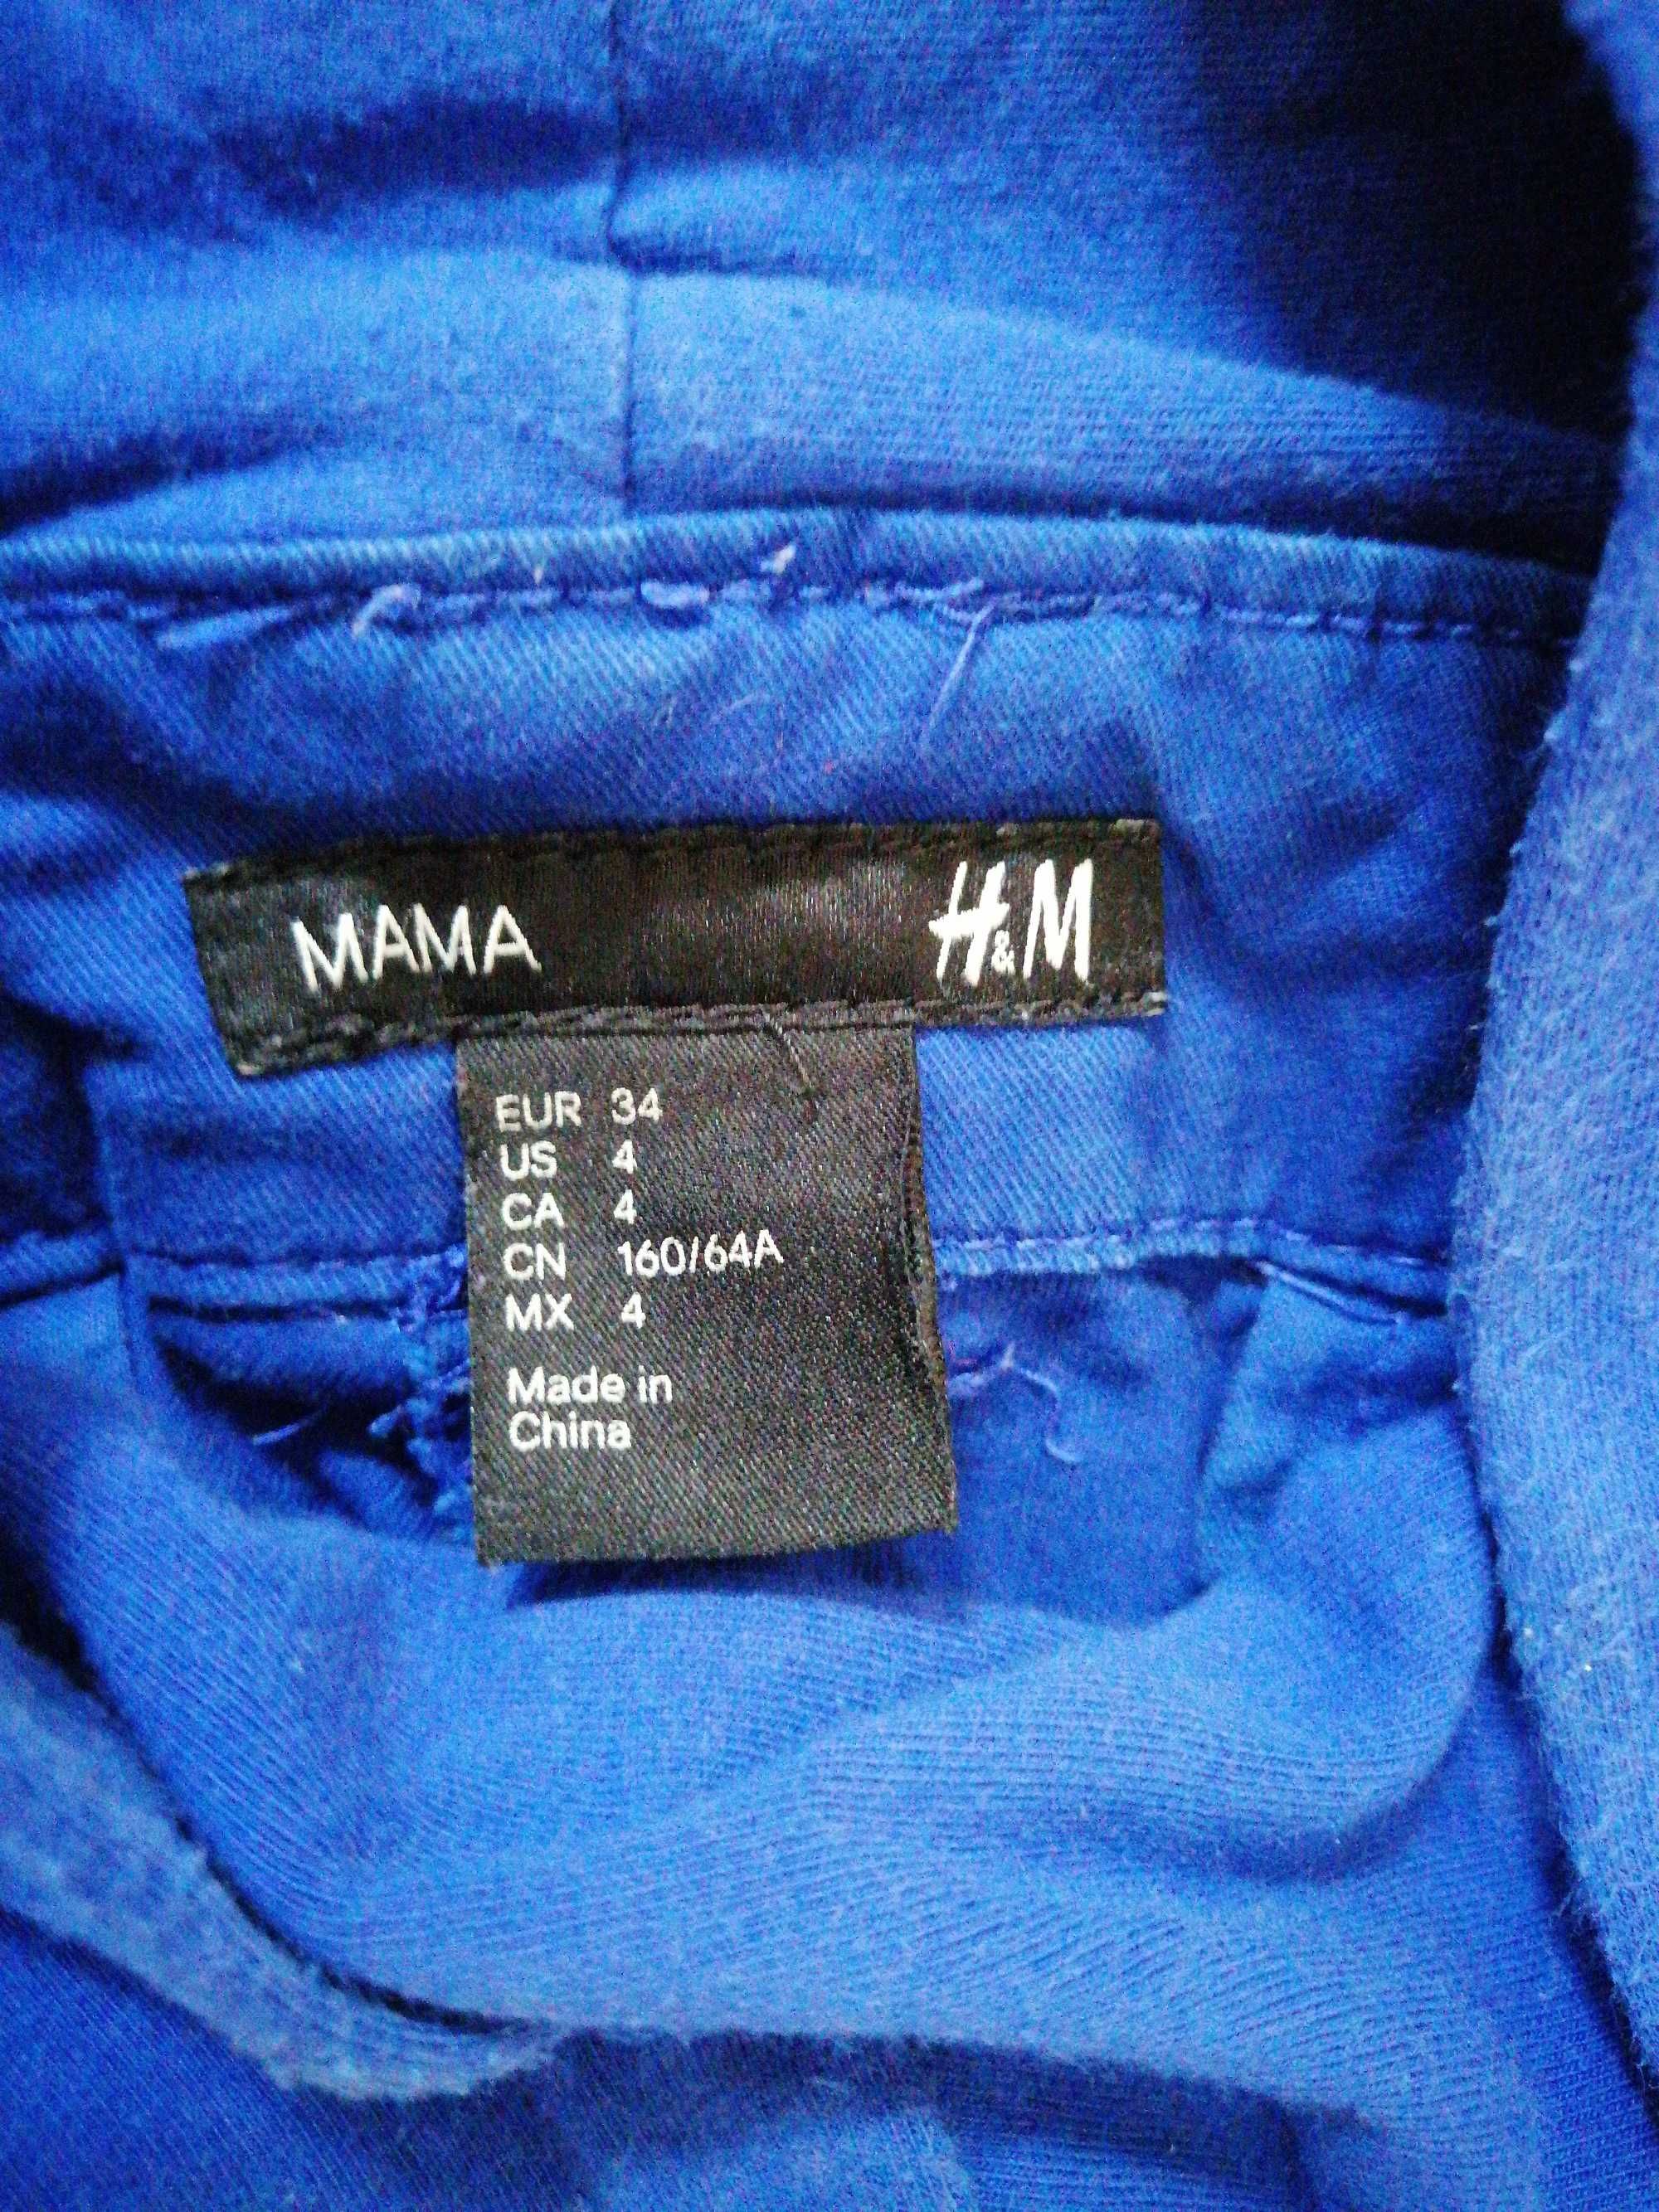 MAMA H&M
EUR 34
US 4
CA 4
CN 160/64A
MX 4
Made in
China